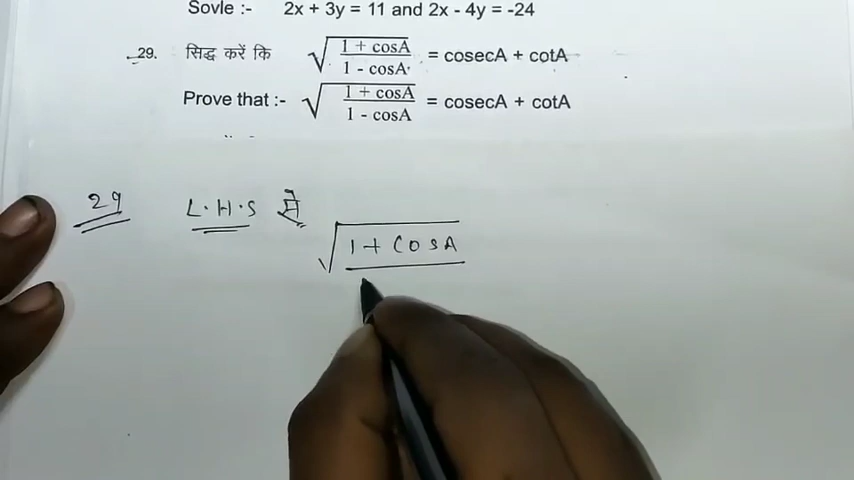 Sovle :- 2x + 3y = 11 and 2x - 4y = -24
29. सिद्ध करें कि √(1 + cosA / 1 - cosA) = cosecA + cotA
Prove that :- √(1 + cosA / 1 - cosA) = cosecA + cotA
29 L.H.S से
√1 + COSA